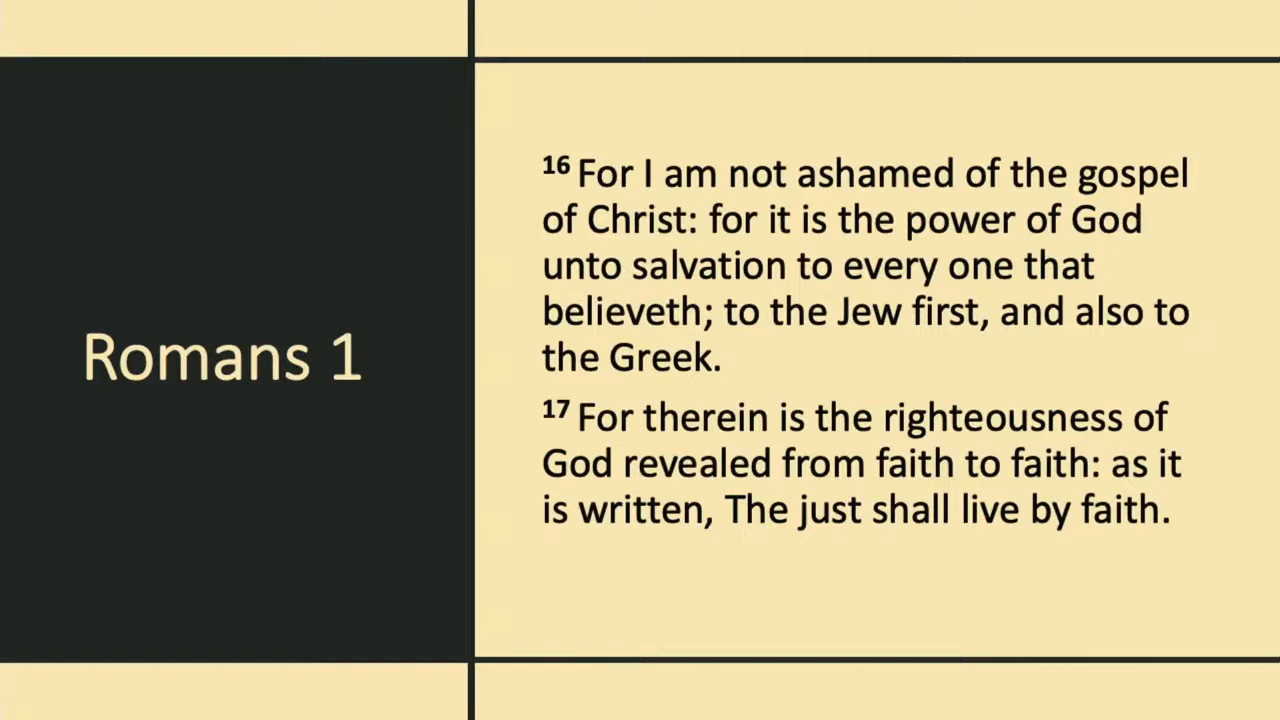 Romans 1
16 For I am not ashamed of the gospel
of Christ: for it is the power of God
unto salvation to every one that
believeth; to the Jew first, and also to
the Greek.
17 For therein is the righteousness of
God revealed from faith to faith: as it
is written, The just shall live by faith.